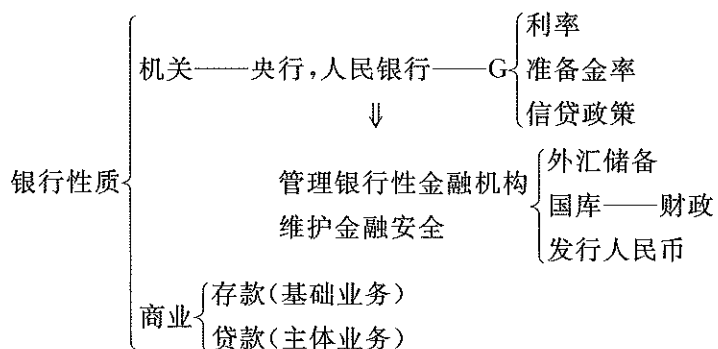 银行性质
机关——央行,人民银行——G
利率
准备金率
信贷政策
⇓
管理银行性金融机构
维护金融安全
外汇储备
国库——财政
发行人民币
商业
存款(基础业务)
贷款(主体业务)